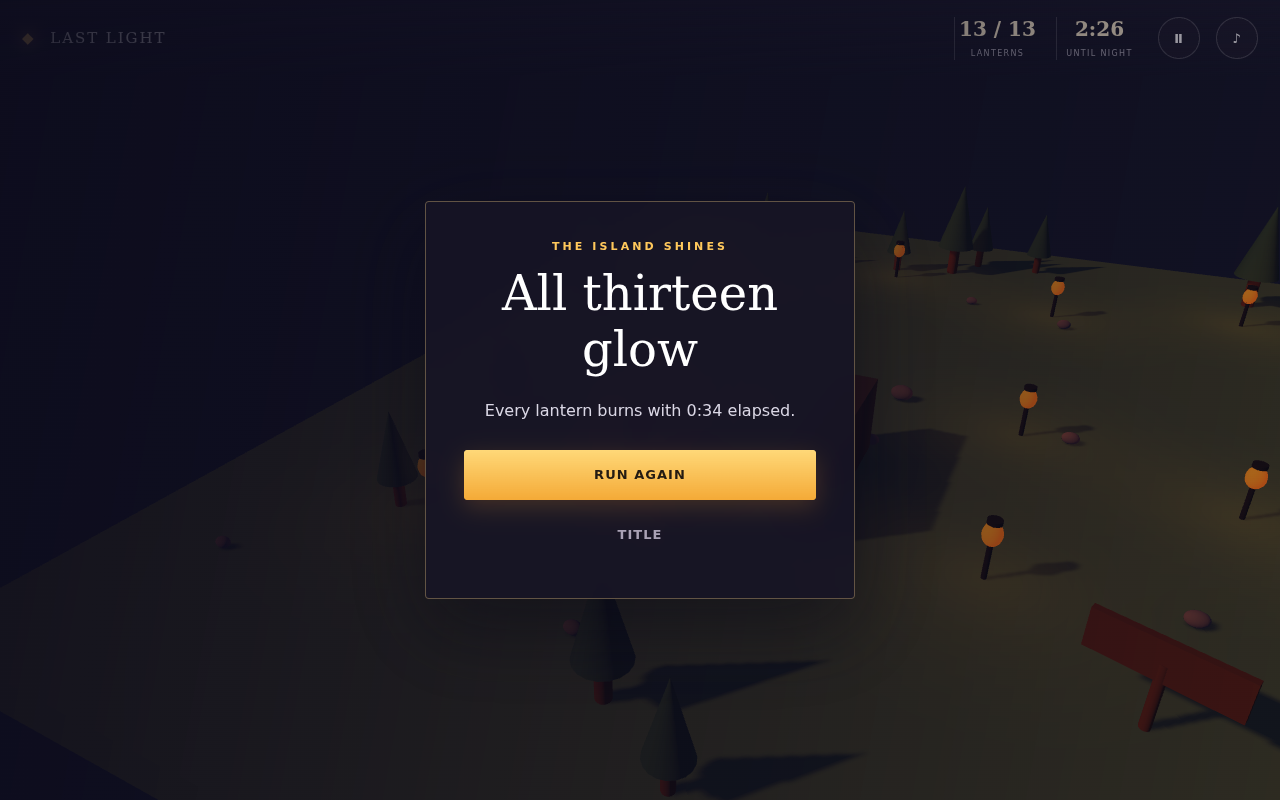 LAST LIGHT
13 / 13
LANTERNS
2:26
UNTIL NIGHT
THE ISLAND SHINES
All thirteen
glow
Every lantern burns with 0:34 elapsed.
RUN AGAIN
TITLE